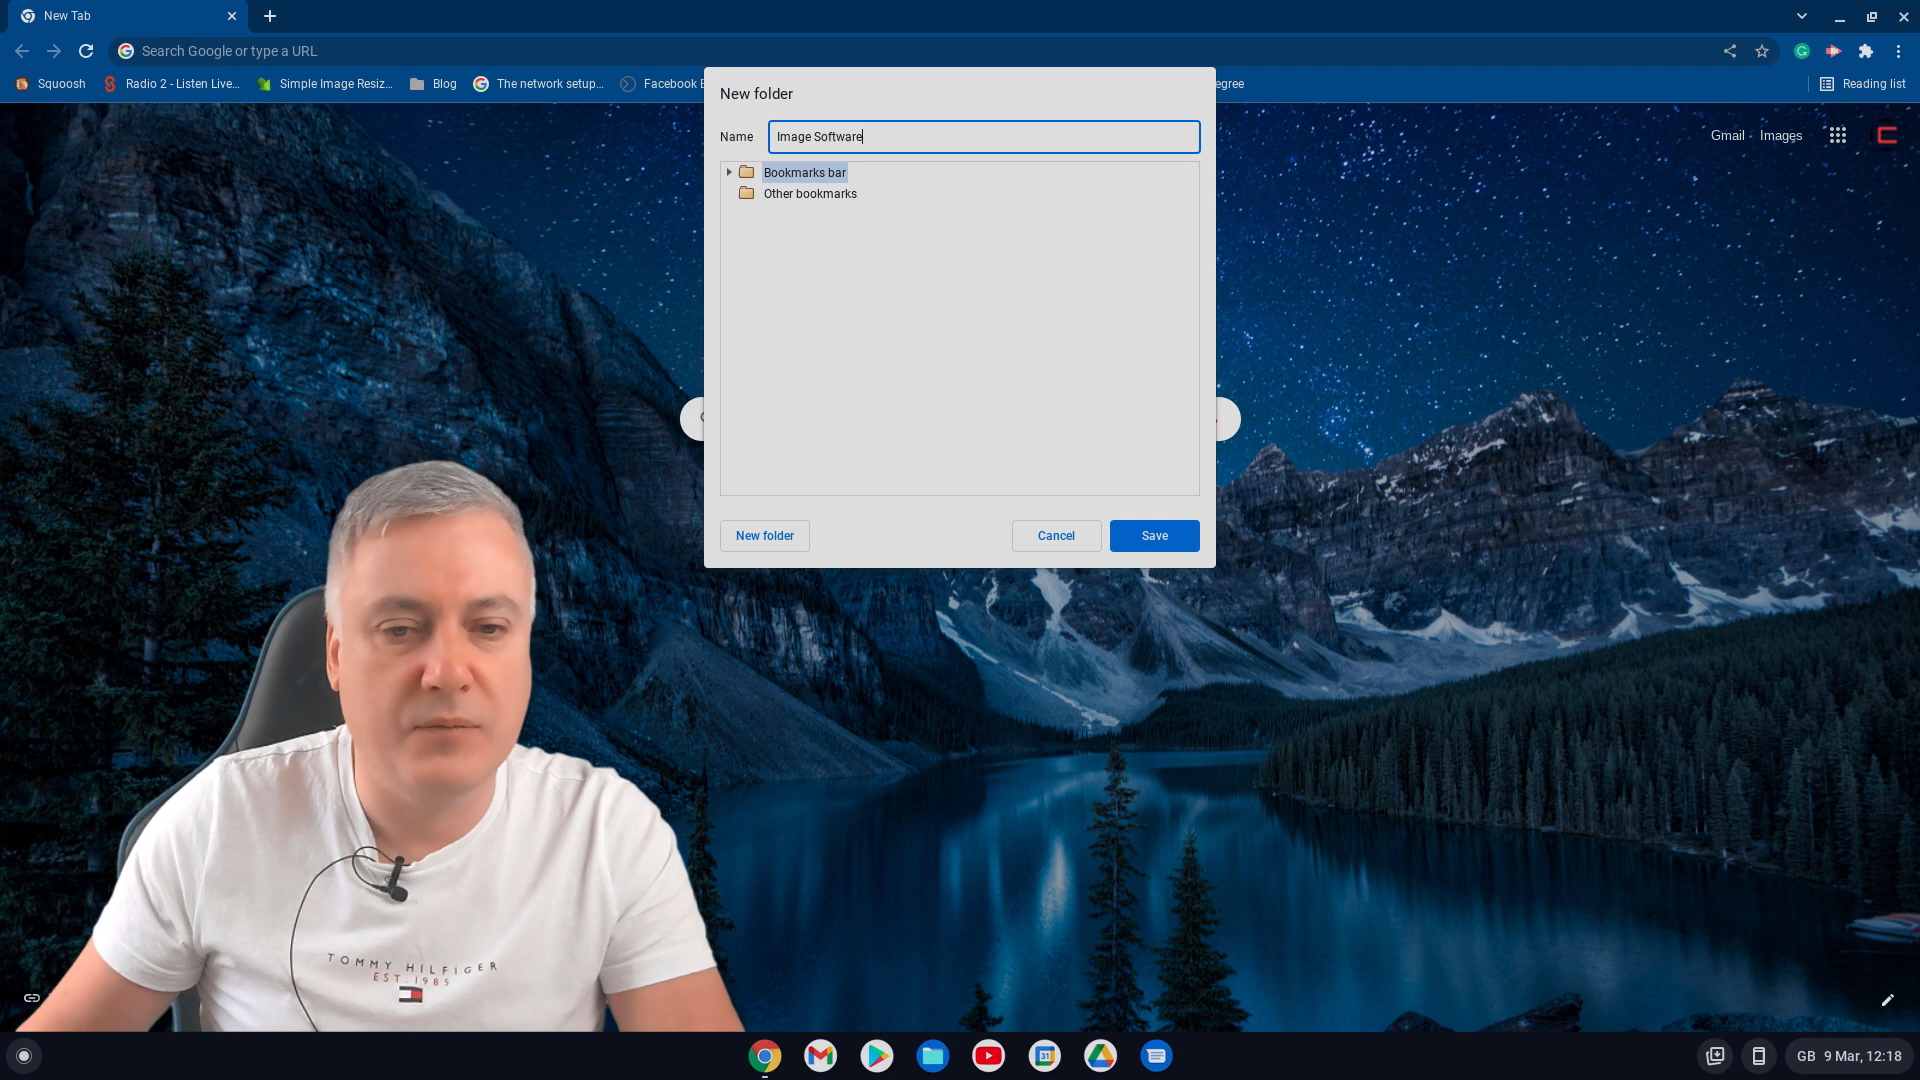 New Tab
Search Google or type a URL
Squoosh
Radio 2 - Listen Live...
Simple Image Resiz...
Blog
The network setup...
Facebook
egree
Reading list
New folder
Name
Image Software
Bookmarks bar
Other bookmarks
New folder
Cancel
Save
Gmail
Images
TOMMY HILFIGER
EST. 1985
31
GB
9 Mar, 12:18